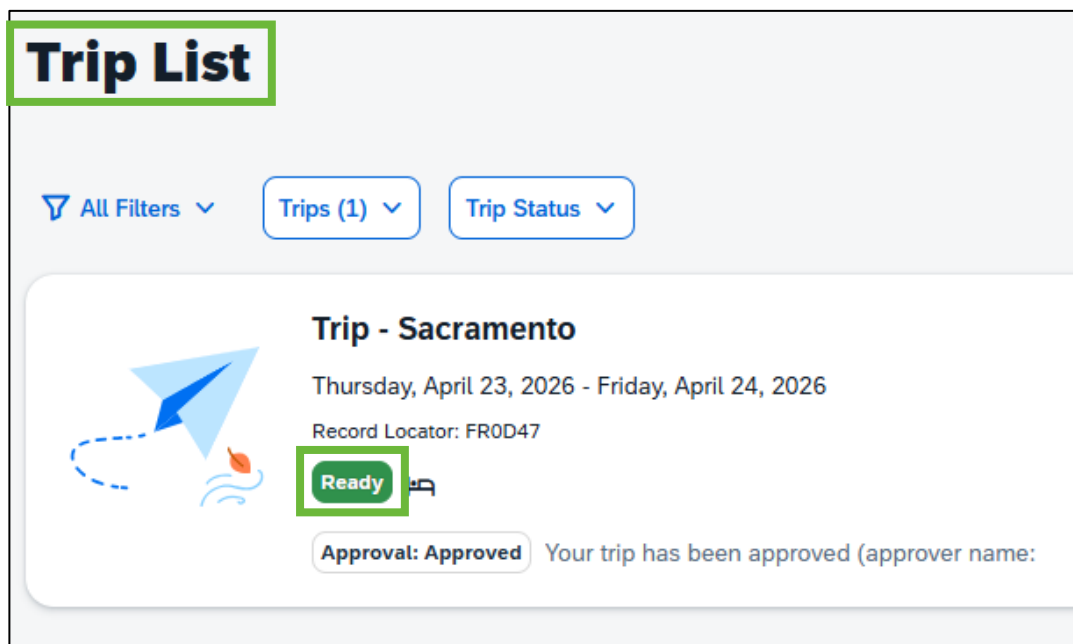 Trip List
All Filters
Trips (1)
Trip Status
Trip - Sacramento
Thursday, April 23, 2026 - Friday, April 24, 2026
Record Locator: FR0D47
Ready
Approval: Approved Your trip has been approved (approver name: